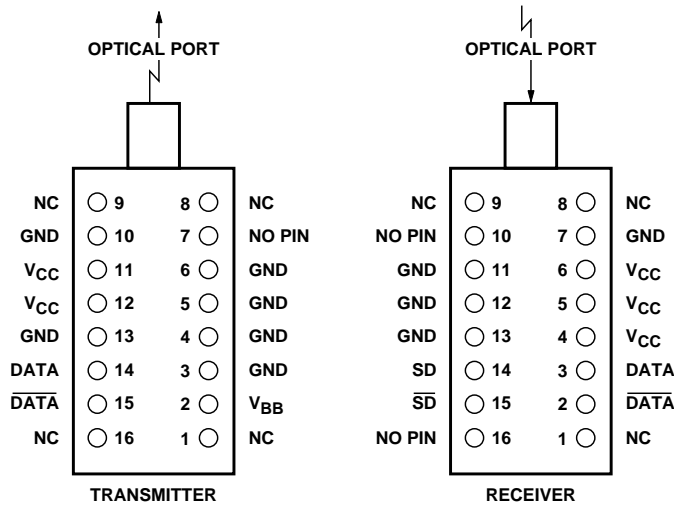 OPTICAL PORT OPTICAL PORT
NC 9 8 NC NC 9 8 NC
GND 10 7 NO PIN NO PIN 10 7 GND
VCC 11 6 GND GND 11 6 VCC
VCC 12 5 GND GND 12 5 VCC
GND 13 4 GND GND 13 4 VCC
DATA 14 3 GND SD 14 3 DATA
D̅A̅T̅A̅ 15 2 VBB S̅D̅ 15 2 D̅A̅T̅A̅
NC 16 1 NC NO PIN 16 1 NC
TRANSMITTER RECEIVER